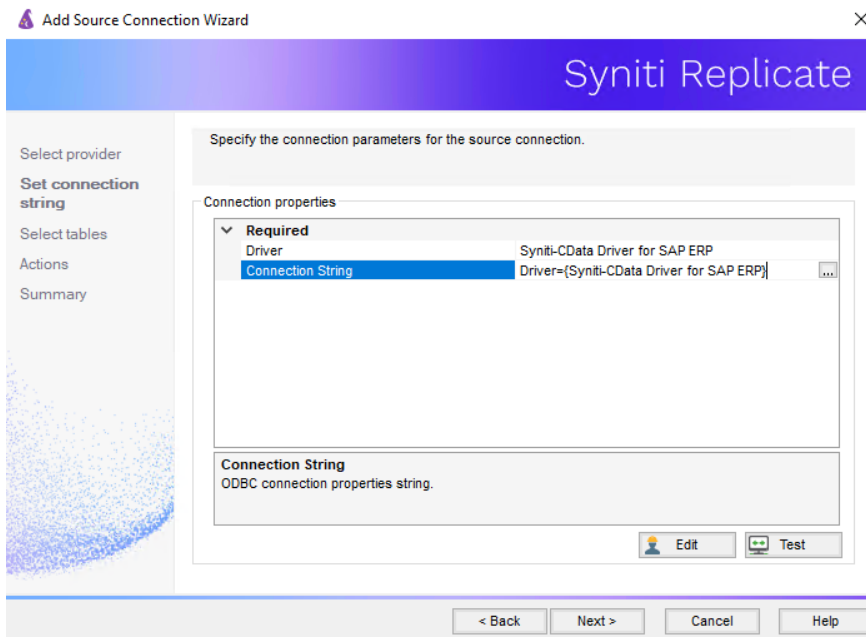 Add Source Connection Wizard
Syniti Replicate
Select provider
Set connection
string
Select tables
Actions
Summary
Specify the connection parameters for the source connection.
Connection properties
Required
Driver Syniti-CData Driver for SAP ERP
Connection String Driver={Syniti-CData Driver for SAP ERP} ...
Connection String
ODBC connection properties string.
Edit Test
< Back Next > Cancel Help